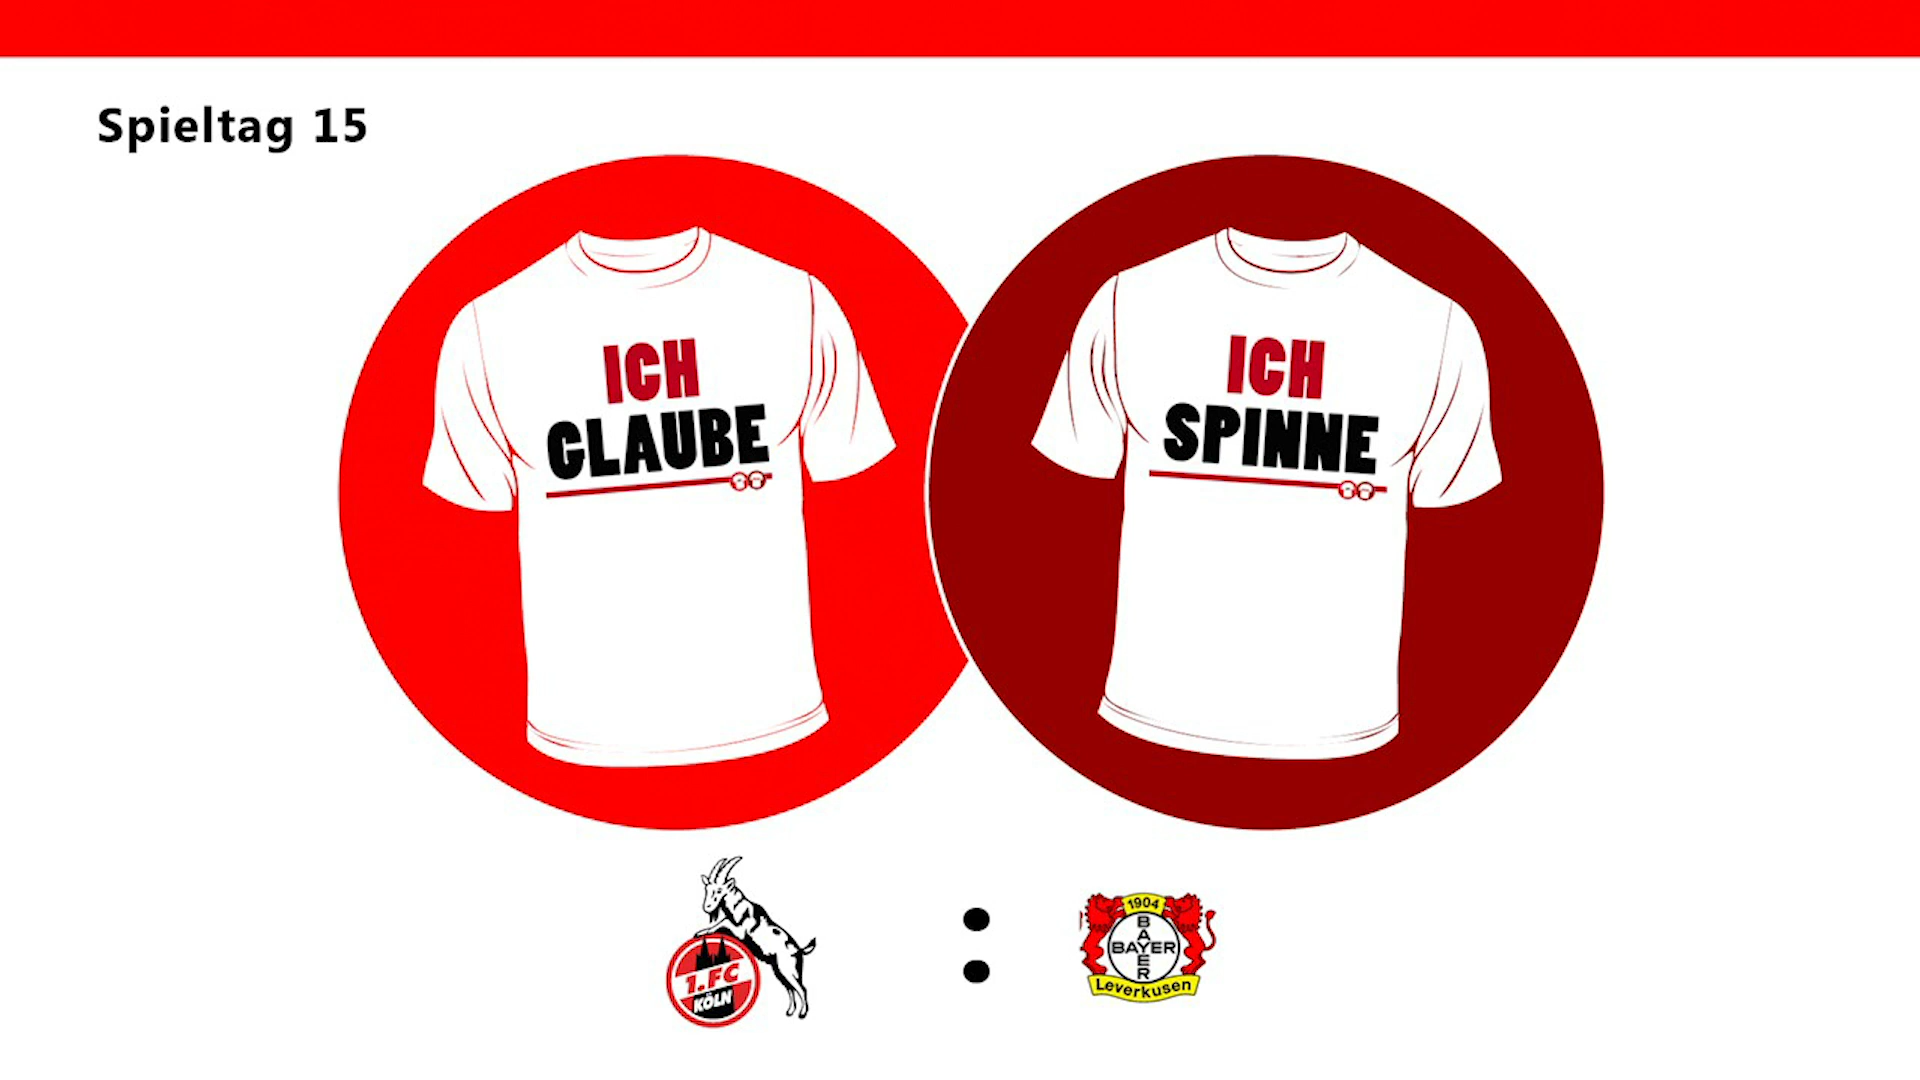 Spieltag 15
ICH
GLAUBE
ICH
SPINNE
1.FC
KÖLN
:
1904
BAYER
BAYER
Leverkusen